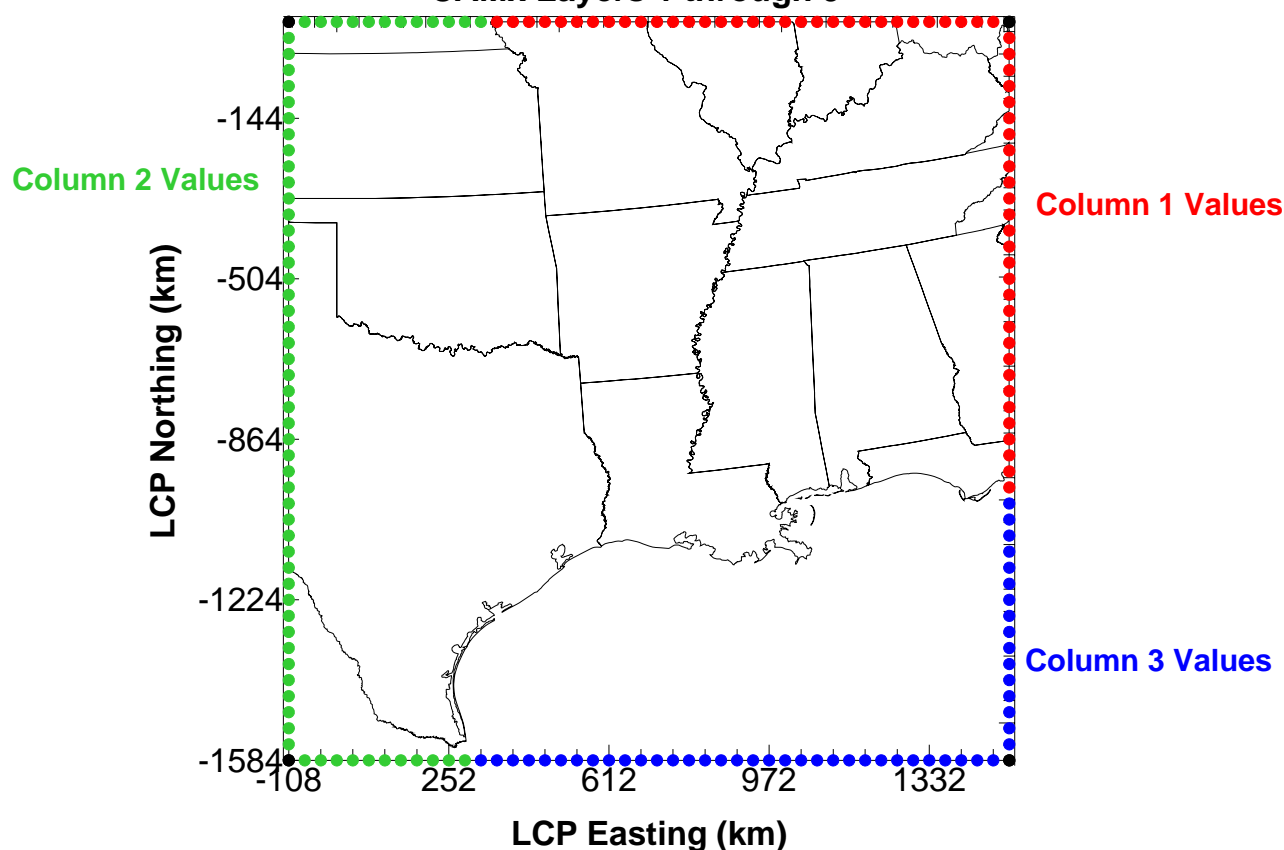 -144
Column 2 Values
Column 1 Values
-504
LCP Northing (km)
-864
-1224
Column 3 Values
-1584
-108 252 612 972 1332
LCP Easting (km)